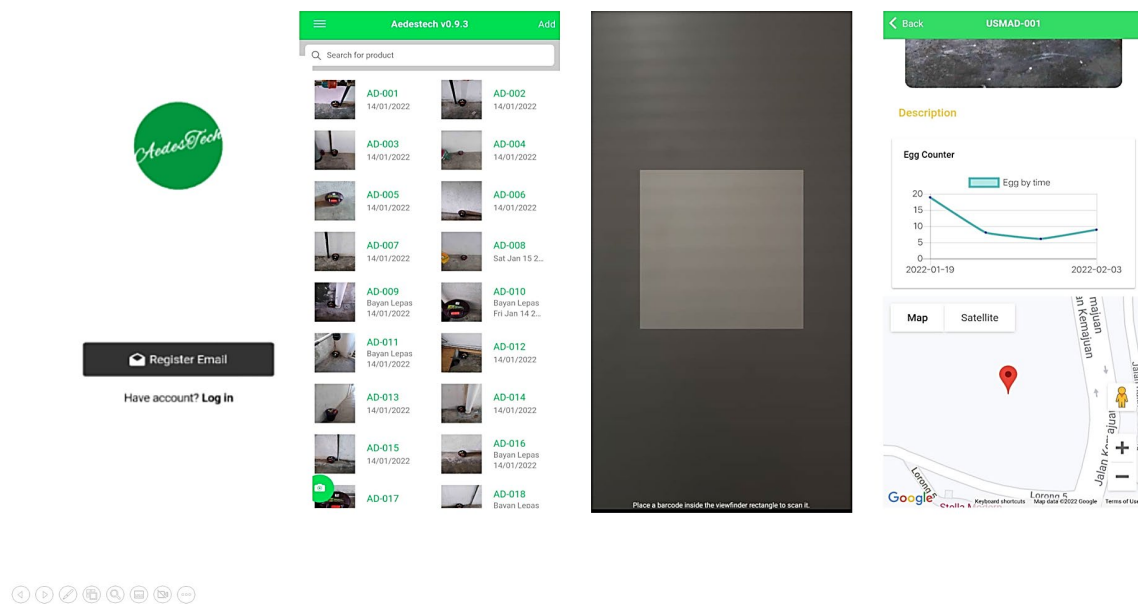 AedesTech
Register Email
Have account? Log in
Aedestech v0.9.3
Add
Search for product
AD-001
14/01/2022
AD-002
14/01/2022
AD-003
14/01/2022
AD-004
14/01/2022
AD-005
14/01/2022
AD-006
14/01/2022
AD-007
14/01/2022
AD-008
Sat Jan 15 2...
AD-009
Bayan Lepas
14/01/2022
AD-010
Bayan Lepas
Fri Jan 14 2...
AD-011
Bayan Lepas
14/01/2022
AD-012
14/01/2022
AD-013
14/01/2022
AD-014
14/01/2022
AD-015
14/01/2022
AD-016
Bayan Lepas
14/01/2022
AD-017
AD-018
Bayan Lepas
Place a barcode inside the viewfinder rectangle to scan it.
Back
USMAD-001
Description
Egg Counter
Egg by time
20
15
10
5
0
2022-01-19
2022-02-03
Map
Satellite
Jalan Kemajuan
Lorong 5
Lorong 5
Stella
Google
Keyboard shortcuts
Map data ©2022 Google
Terms of Use